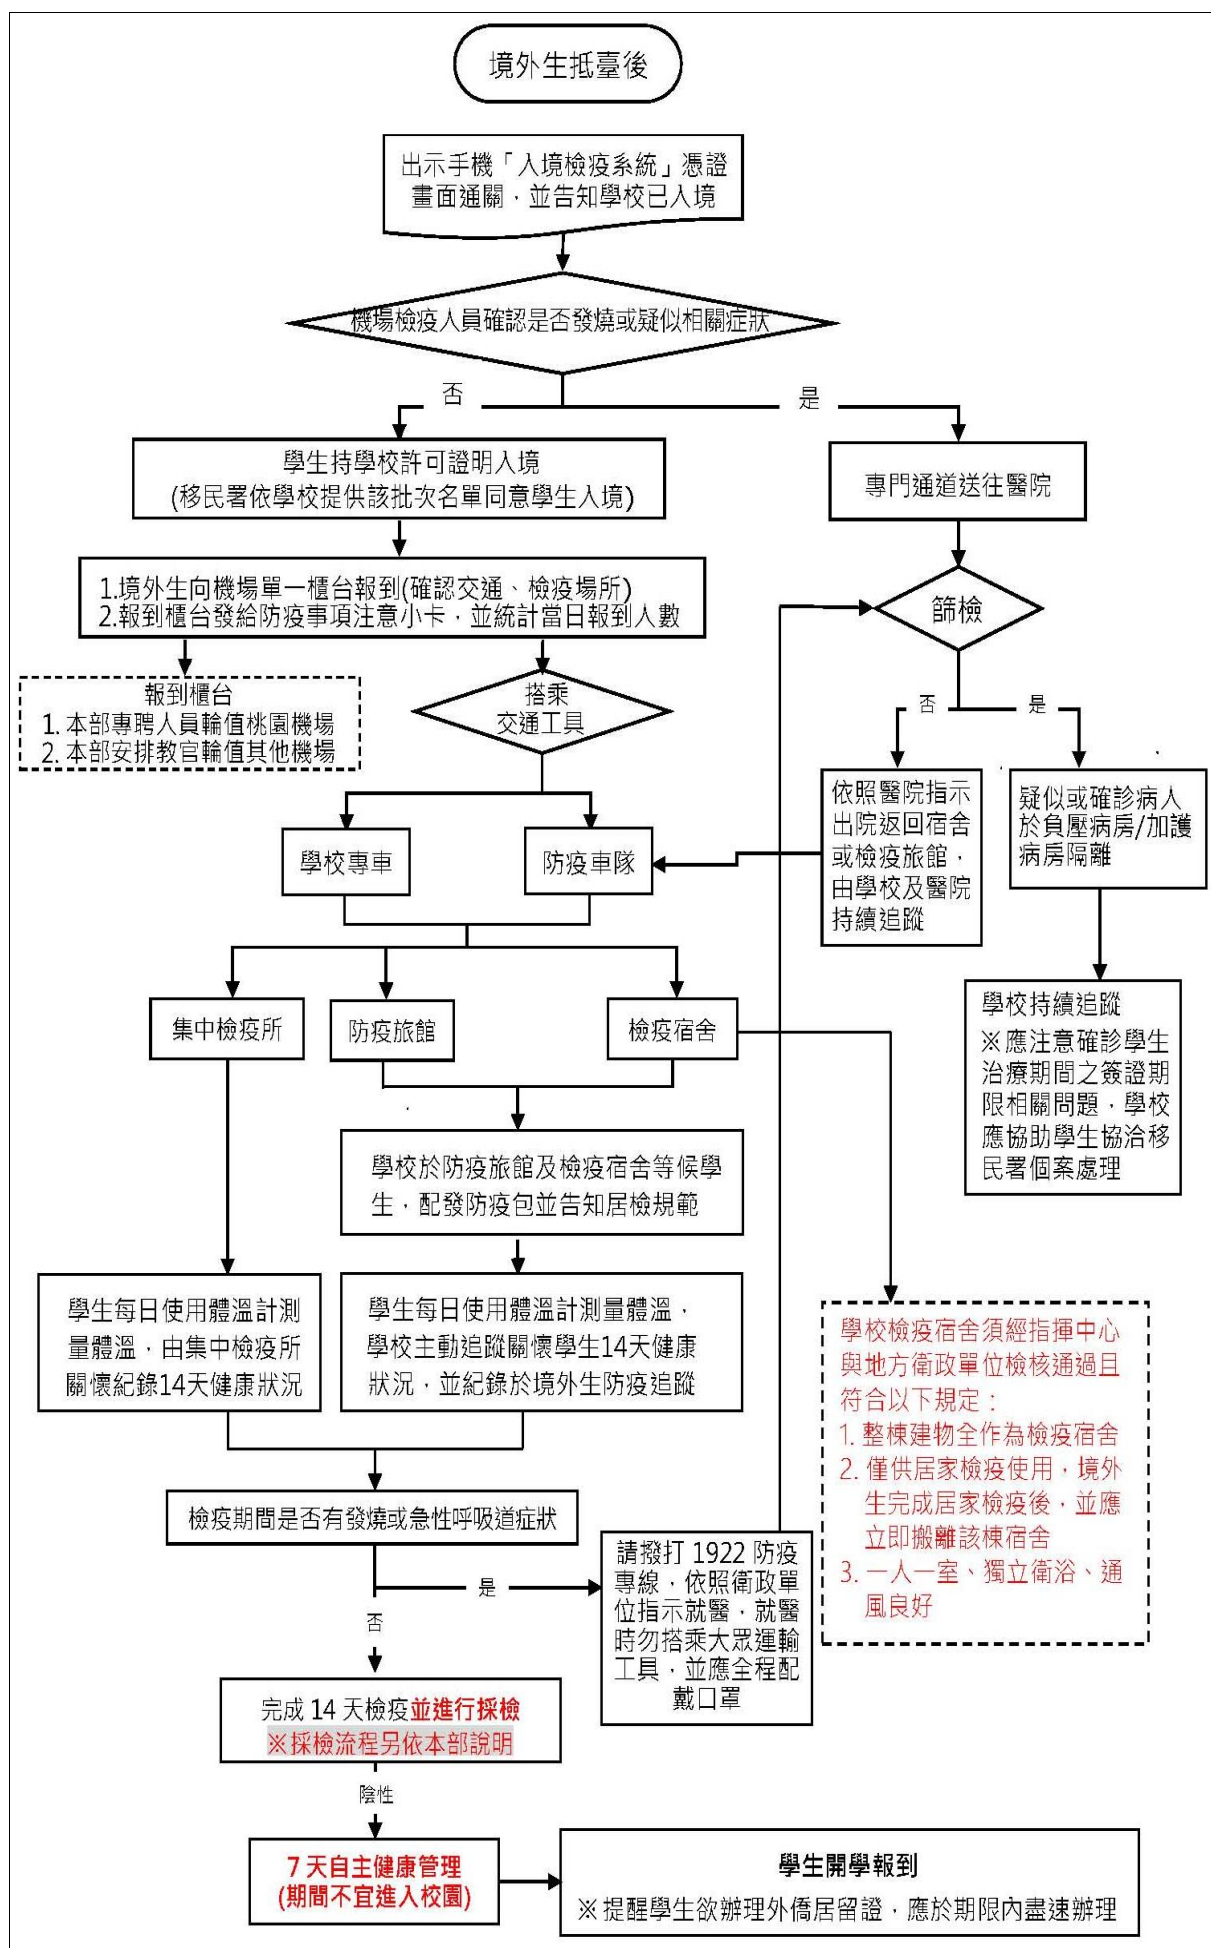 境外生抵臺後
出示手機「入境檢疫系統」憑證
畫面通關，並告知學校已入境
機場檢疫人員確認是否發燒或疑似相關症狀
否
是
學生持學校許可證明入境
(移民署依學校提供該批次名單同意學生入境)
專門通道送往醫院
1.境外生向機場單一櫃台報到(確認交通、檢疫場所)
2.報到櫃台發給防疫事項注意小卡，並統計當日報到人數
篩檢
報到櫃台
1. 本部專聘人員輪值桃園機場
2. 本部安排教官輪值其他機場
搭乘
交通工具
否
是
依照醫院指示
出院返回宿舍
或檢疫旅館，
由學校及醫院
持續追蹤
疑似或確診病人
於負壓病房/加護
病房隔離
學校專車
防疫車隊
學校持續追蹤
※應注意確診學生
治療期間之簽證期
限相關問題，學校
應協助學生協洽移
民署個案處理
集中檢疫所
防疫旅館
檢疫宿舍
學校於防疫旅館及檢疫宿舍等候學
生，配發防疫包並告知居檢規範
學生每日使用體溫計測
量體溫，由集中檢疫所
關懷紀錄14天健康狀況
學生每日使用體溫計測量體溫，
學校主動追蹤關懷學生14天健康
狀況，並紀錄於境外生防疫追蹤
學校檢疫宿舍須經指揮中心
與地方衛政單位檢核通過且
符合以下規定：
1. 整棟建物全作為檢疫宿舍
2. 僅供居家檢疫使用，境外
生完成居家檢疫後，並應
立即搬離該棟宿舍
3. 一人一室、獨立衛浴、通
風良好
檢疫期間是否有發燒或急性呼吸道症狀
是
否
請撥打 1922 防疫
專線，依照衛政單
位指示就醫，就醫
時勿搭乘大眾運輸
工具，並應全程配
戴口罩
完成 14 天檢疫並進行採檢
※採檢流程另依本部說明
陰性
7 天自主健康管理
(期間不宜進入校園)
學生開學報到
※提醒學生欲辦理外僑居留證，應於期限內盡速辦理